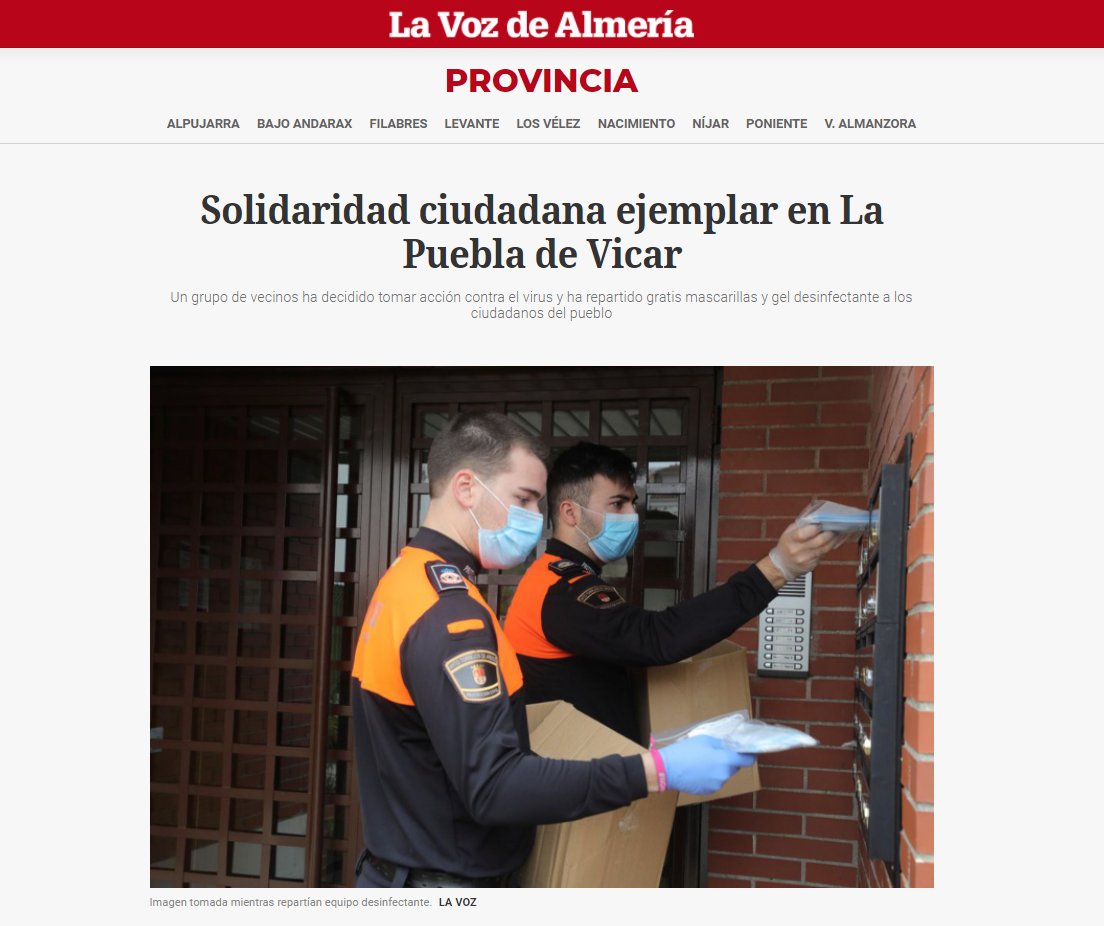 La Voz de Almería
PROVINCIA
ALPUJARRA BAJO ANDARAX FILABRES LEVANTE LOS VÉLEZ NACIMIENTO NÍJAR PONIENTE V. ALMANZORA
Solidaridad ciudadana ejemplar en La
Puebla de Vicar
Un grupo de vecinos ha decidido tomar acción contra el virus y ha repartido gratis mascarillas y gel desinfectante a los
ciudadanos del pueblo
Imagen tomada mientras repartían equipo desinfectante. LA VOZ